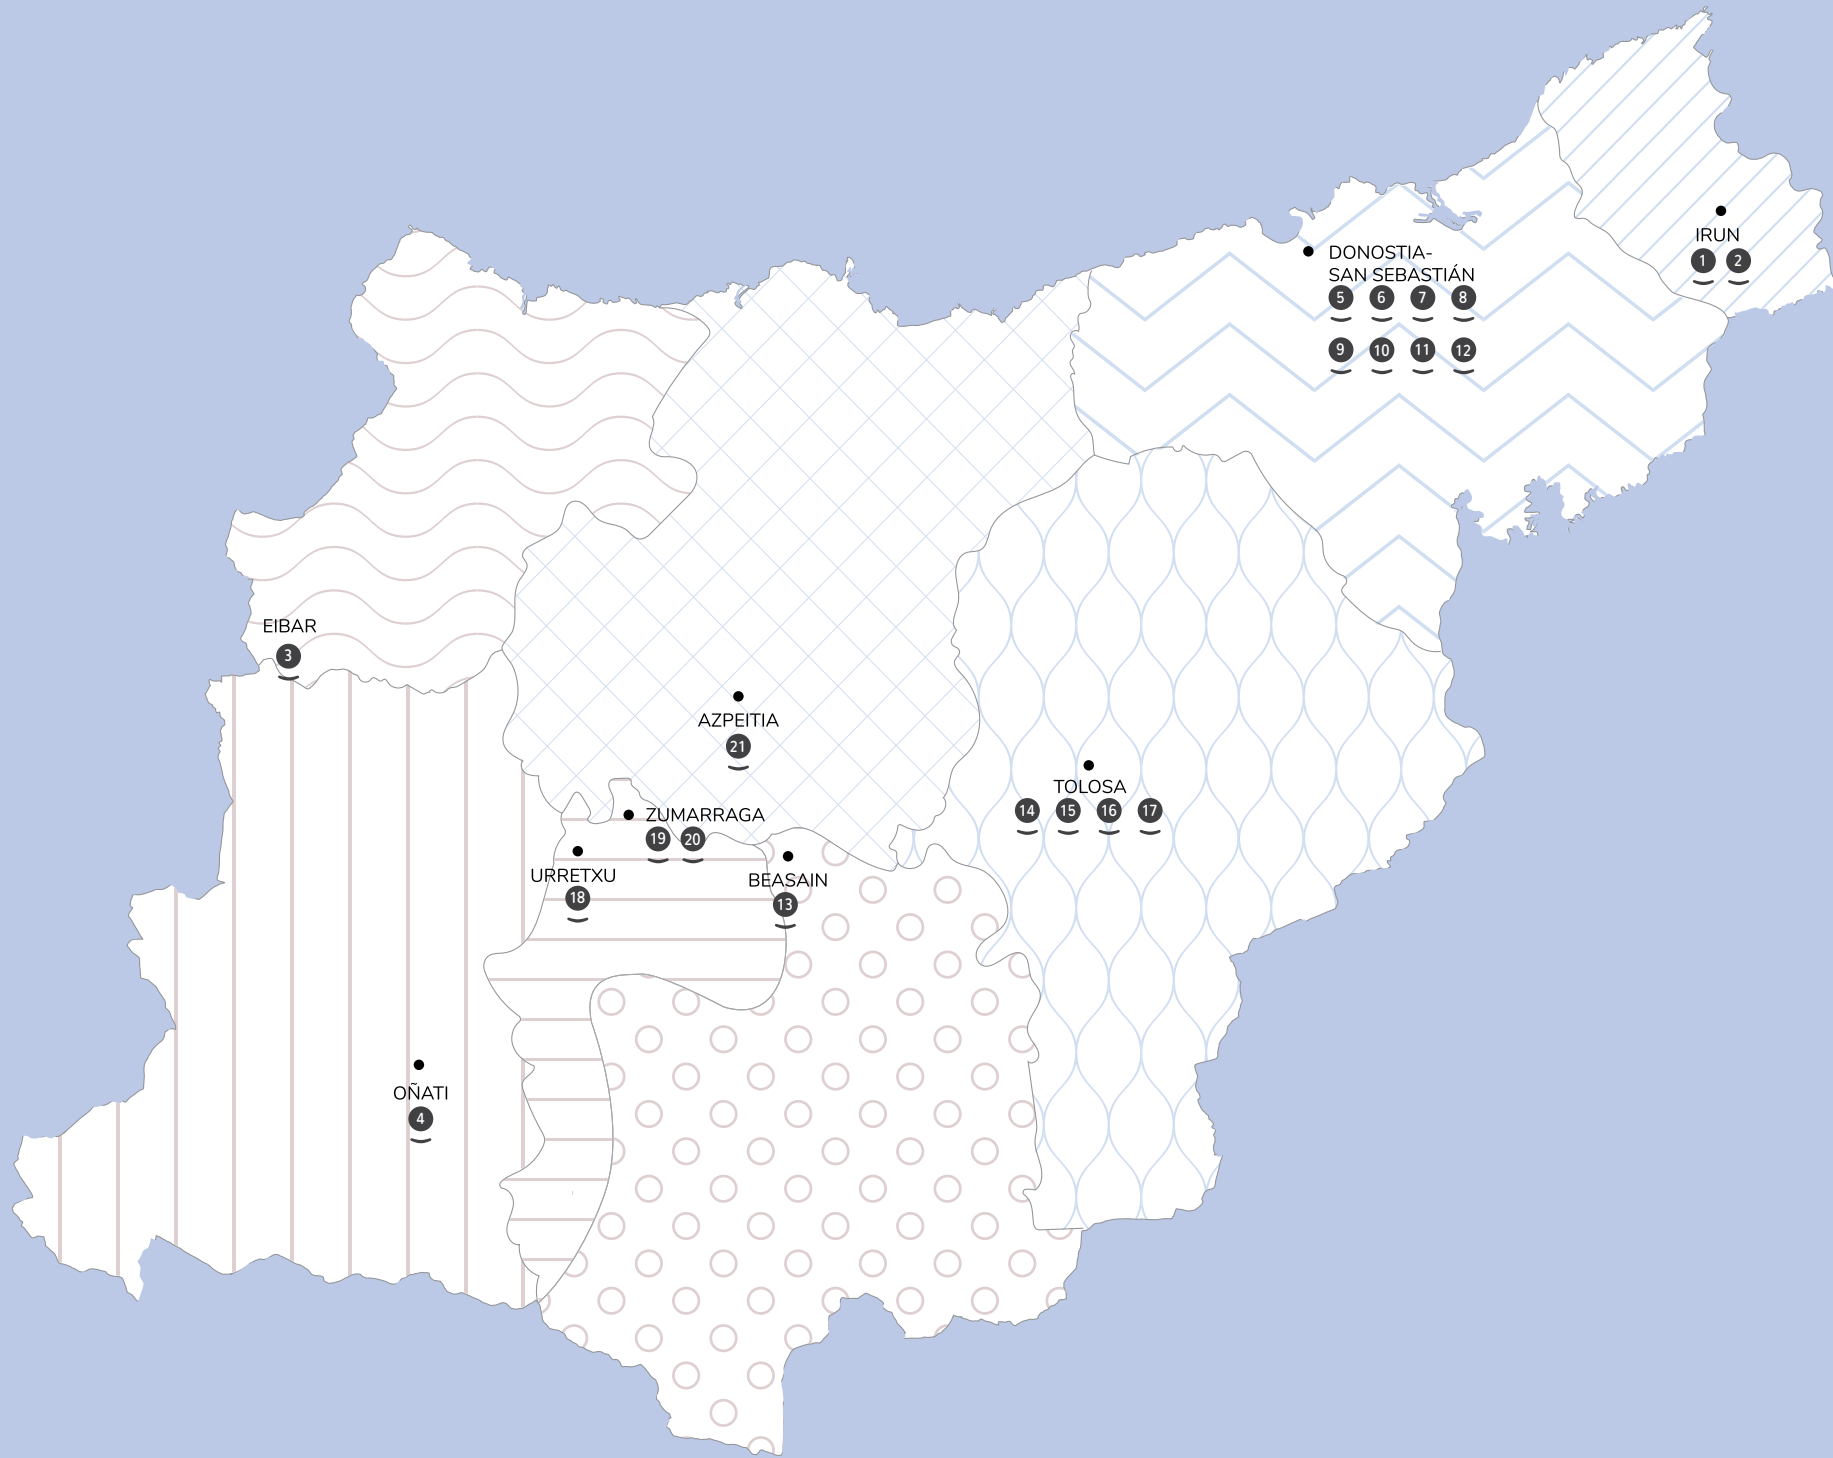 IRUN
1 2
DONOSTIA-
SAN SEBASTIÁN
5 6 7 8
9 10 11 12
EIBAR
3
AZPEITIA
21
TOLOSA
14 15 16 17
ZUMARRAGA
19 20
URRETXU
18
BEASAIN
13
OÑATI
4